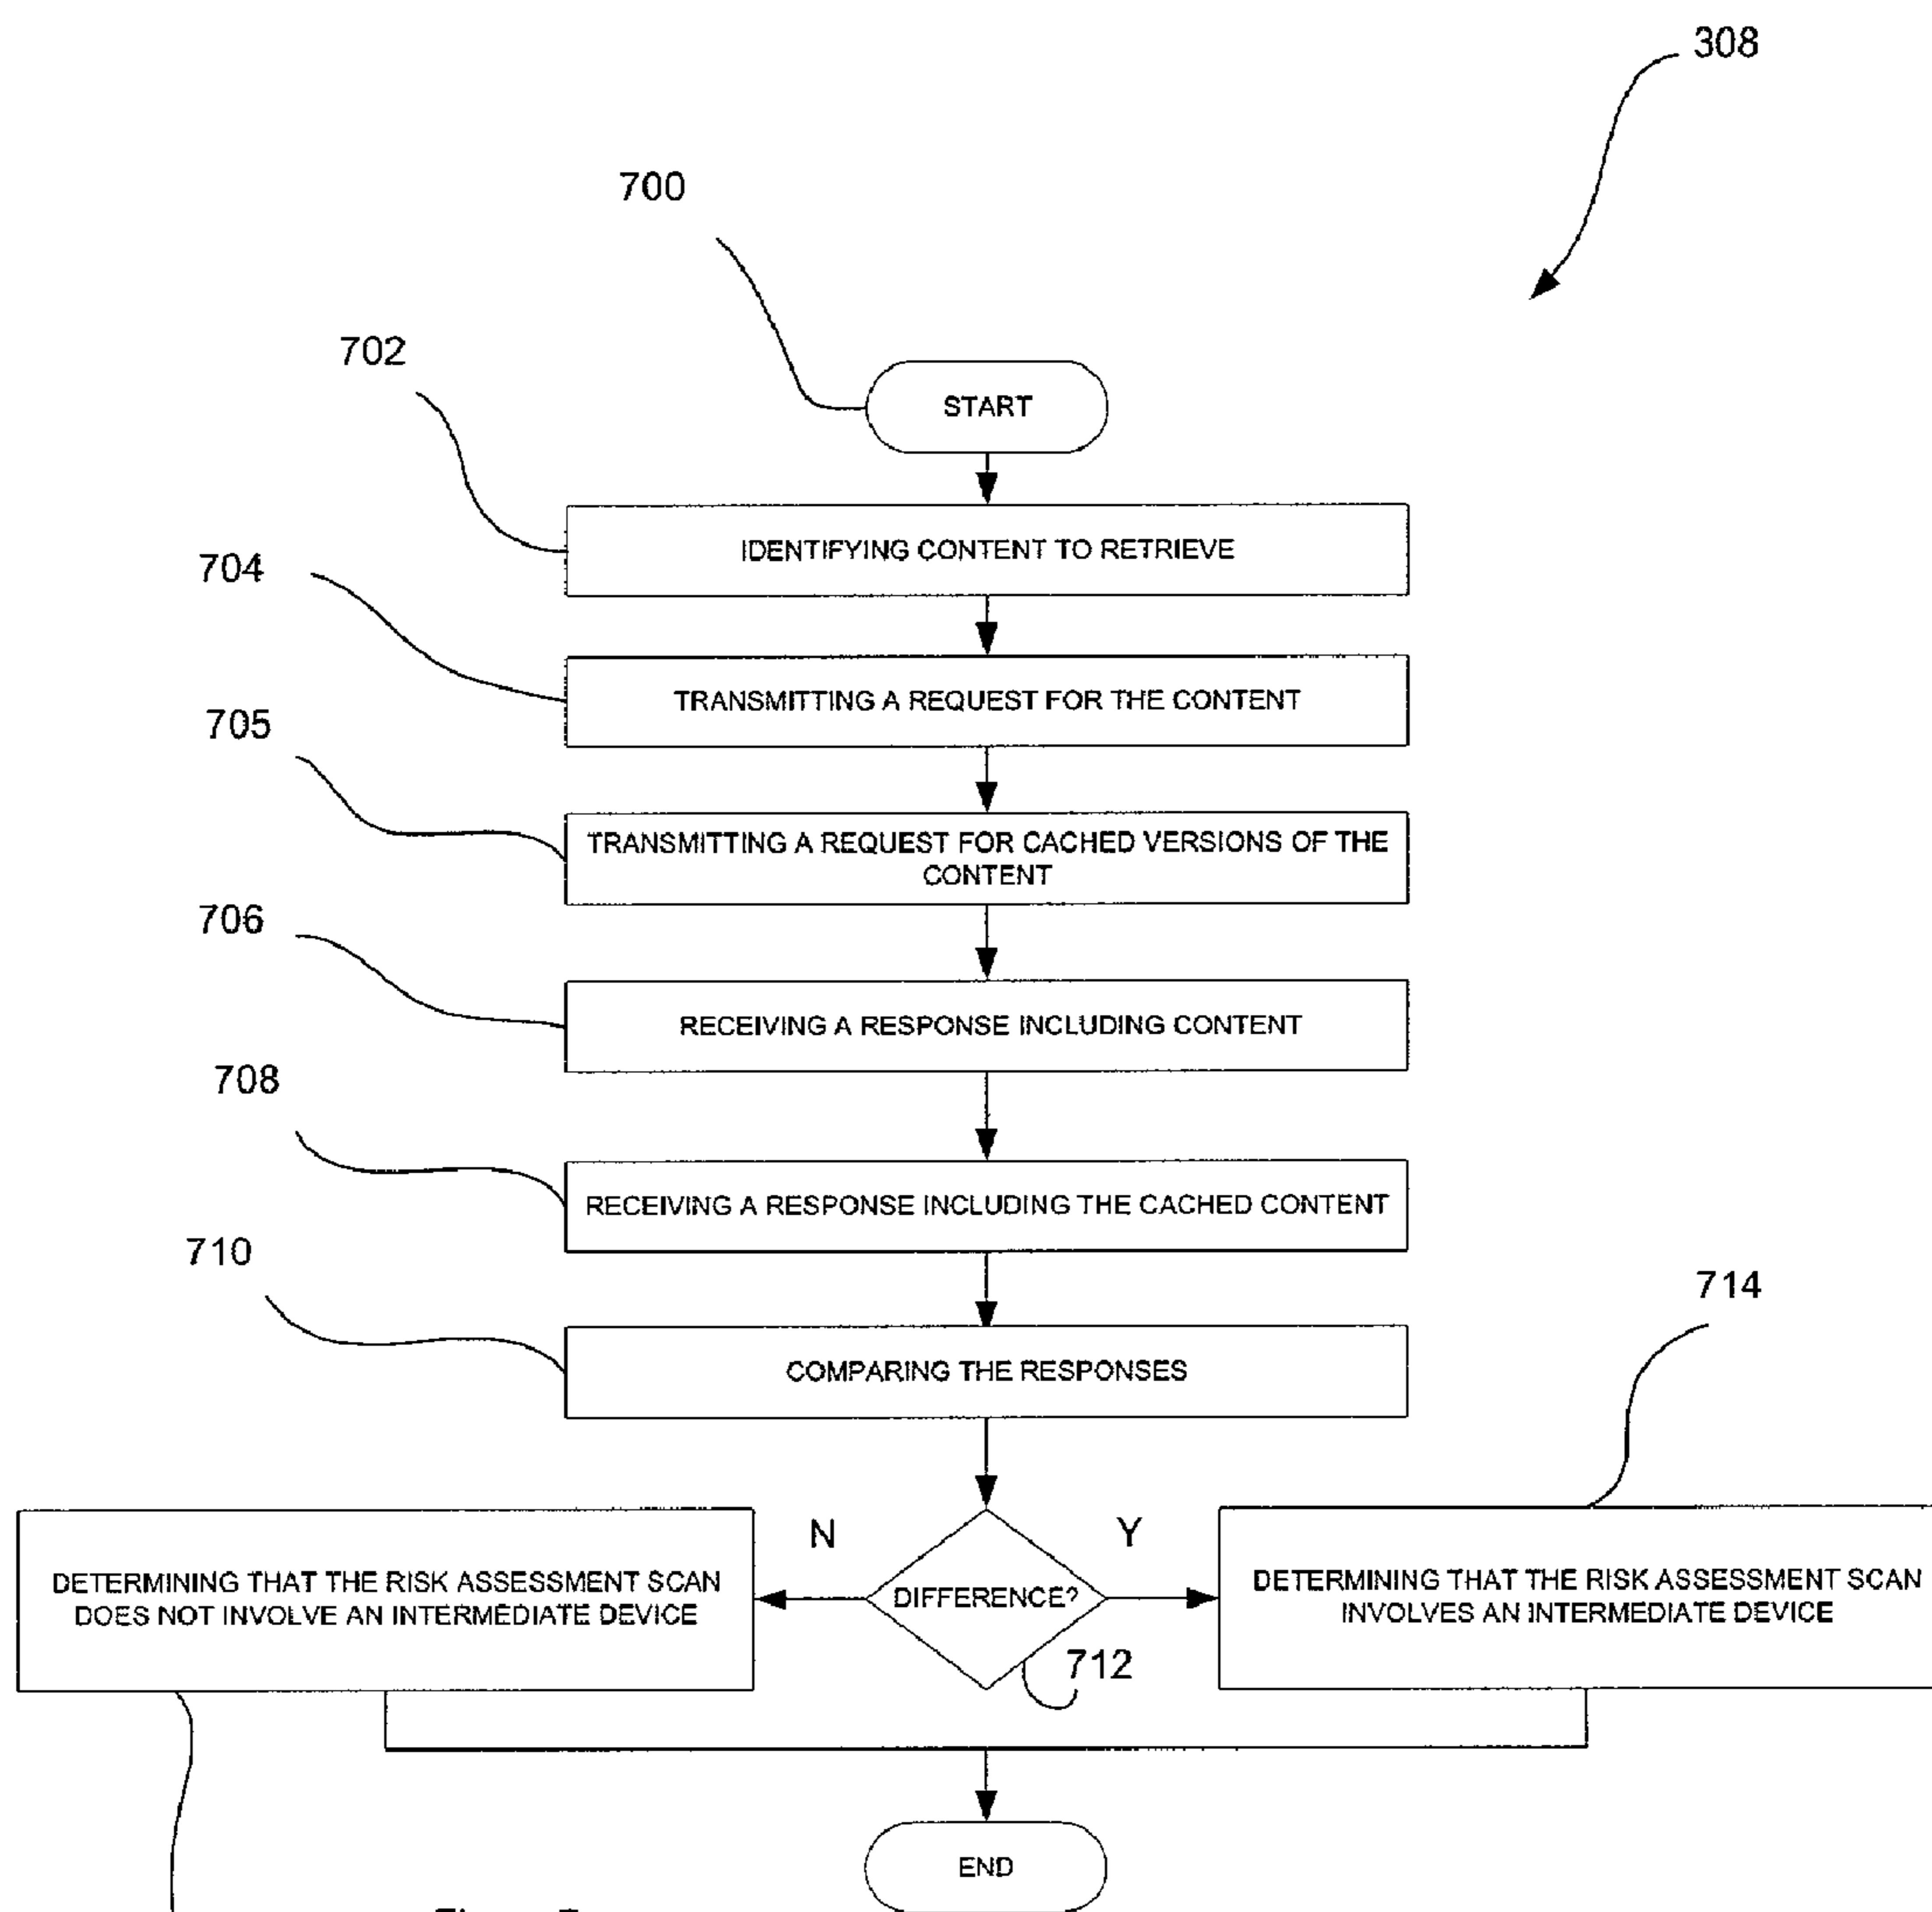 308
700
702
START
IDENTIFYING CONTENT TO RETRIEVE
704
TRANSMITTING A REQUEST FOR THE CONTENT
705
TRANSMITTING A REQUEST FOR CACHED VERSIONS OF THE
CONTENT
706
RECEIVING A RESPONSE INCLUDING CONTENT
708
RECEIVING A RESPONSE INCLUDING THE CACHED CONTENT
710
COMPARING THE RESPONSES
714
N
Y
DETERMINING THAT THE RISK ASSESSMENT SCAN
DOES NOT INVOLVE AN INTERMEDIATE DEVICE
DIFFERENCE?
DETERMINING THAT THE RISK ASSESSMENT SCAN
INVOLVES AN INTERMEDIATE DEVICE
712
END